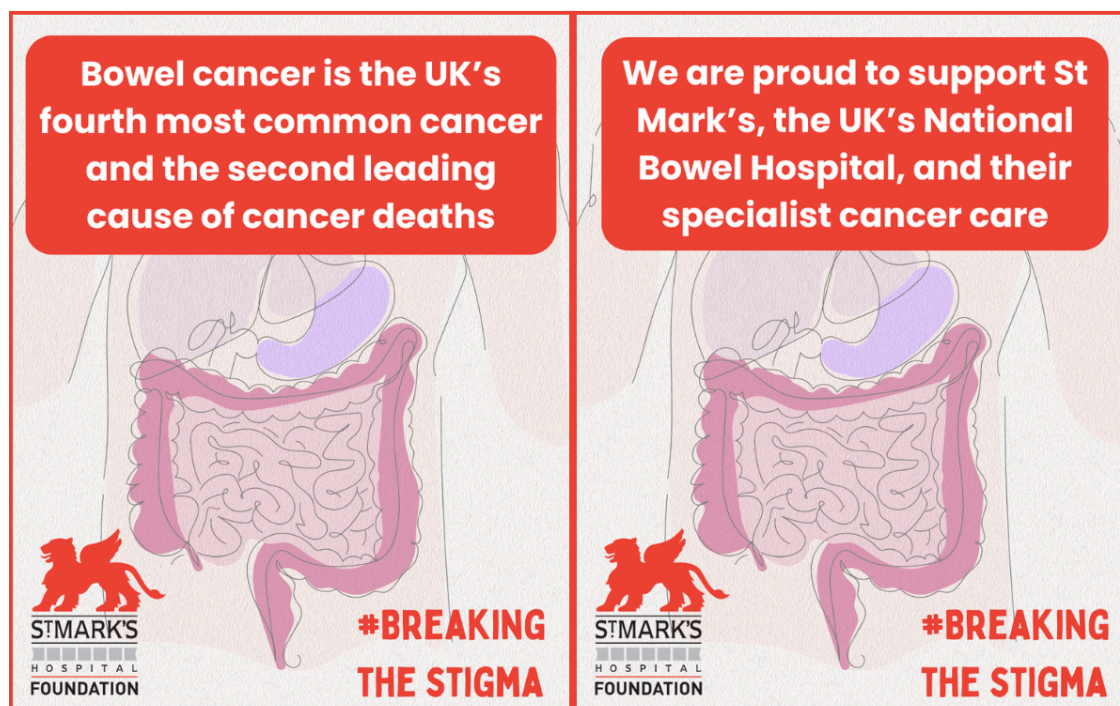 Bowel cancer is the UK’s
fourth most common cancer
and the second leading
cause of cancer deaths
ST MARK'S
HOSPITAL
FOUNDATION
#BREAKING
THE STIGMA
We are proud to support St
Mark’s, the UK’s National
Bowel Hospital, and their
specialist cancer care
ST MARK'S
HOSPITAL
FOUNDATION
#BREAKING
THE STIGMA